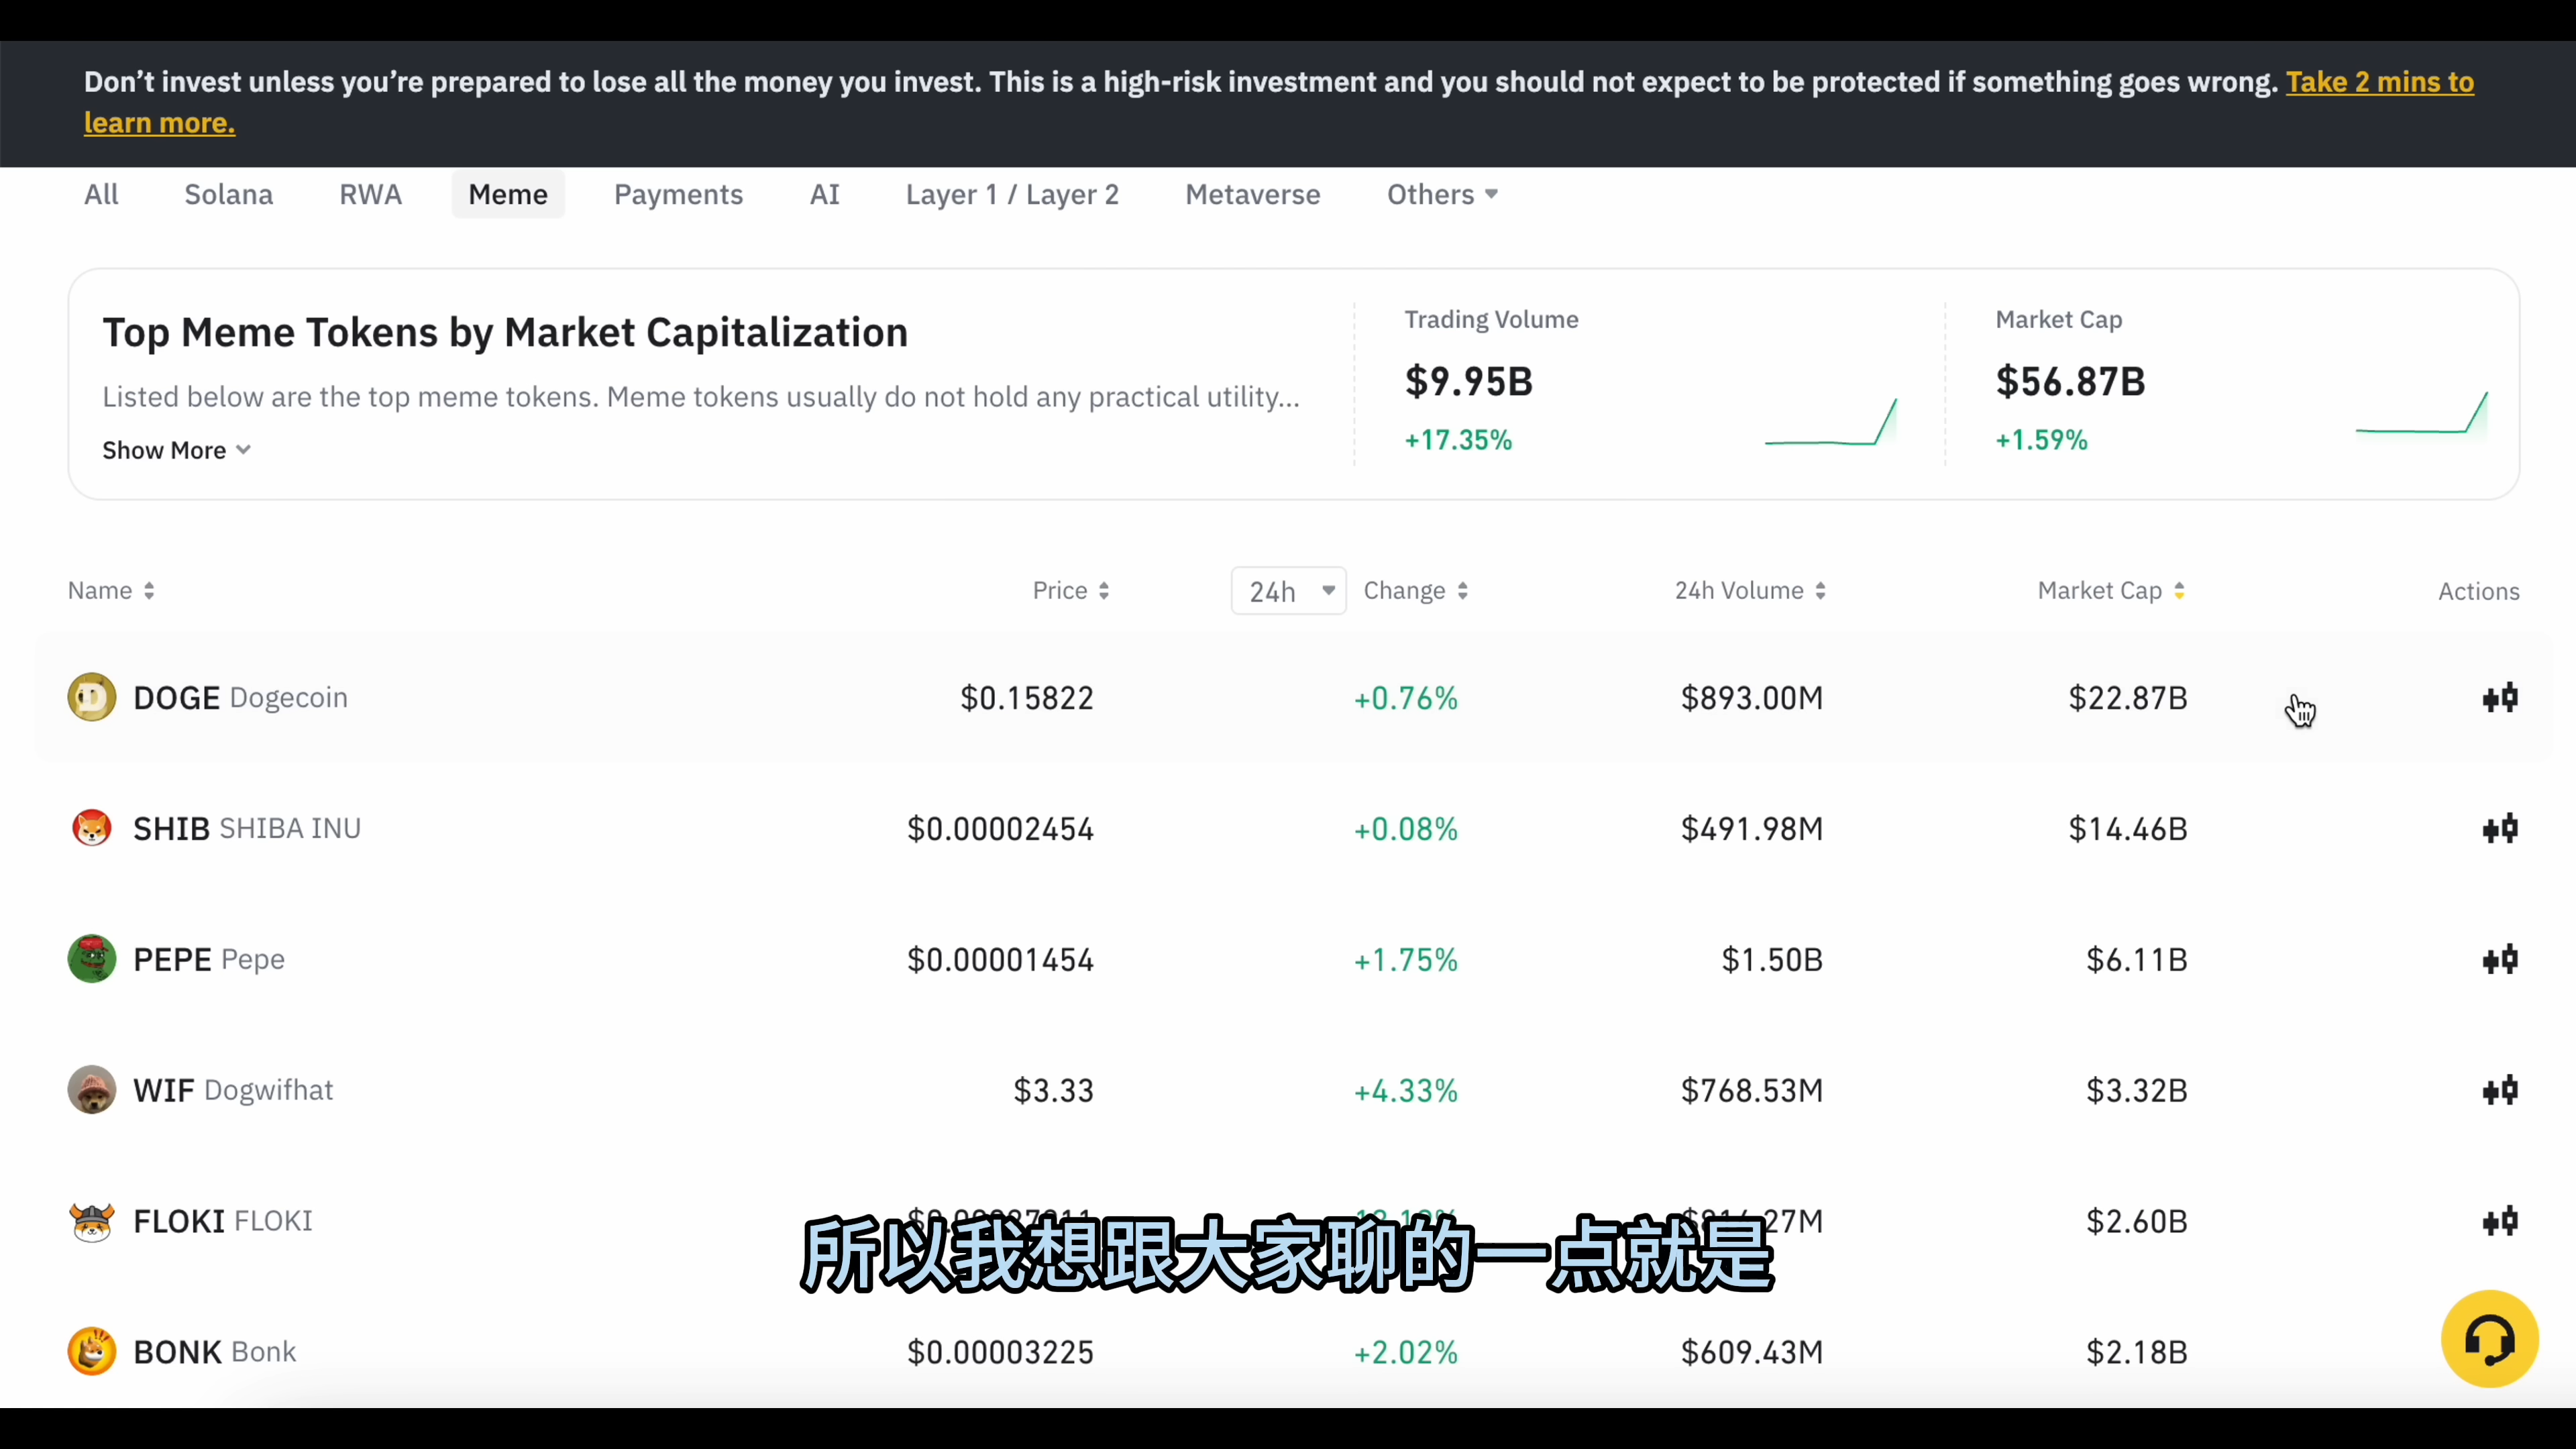 Don’t invest unless you’re prepared to lose all the money you invest. This is a high-risk investment and you should not expect to be protected if something goes wrong. Take 2 mins to
learn more.
All Solana RWA Meme Payments AI Layer 1 / Layer 2 Metaverse Others
Top Meme Tokens by Market Capitalization
Listed below are the top meme tokens. Meme tokens usually do not hold any practical utility...
Show More
Trading Volume
$9.95B
+17.35%
Market Cap
$56.87B
+1.59%
Name Price 24h Change 24h Volume Market Cap Actions
DOGE Dogecoin $0.15822 +0.76% $893.00M $22.87B
SHIB SHIBA INU $0.00002454 +0.08% $491.98M $14.46B
PEPE Pepe $0.00001454 +1.75% $1.50B $6.11B
WIF Dogwifhat $3.33 +4.33% $768.53M $3.32B
FLOKI FLOKI $2.60B
所以我想跟大家聊的一点就是
BONK Bonk $0.00003225 +2.02% $609.43M $2.18B